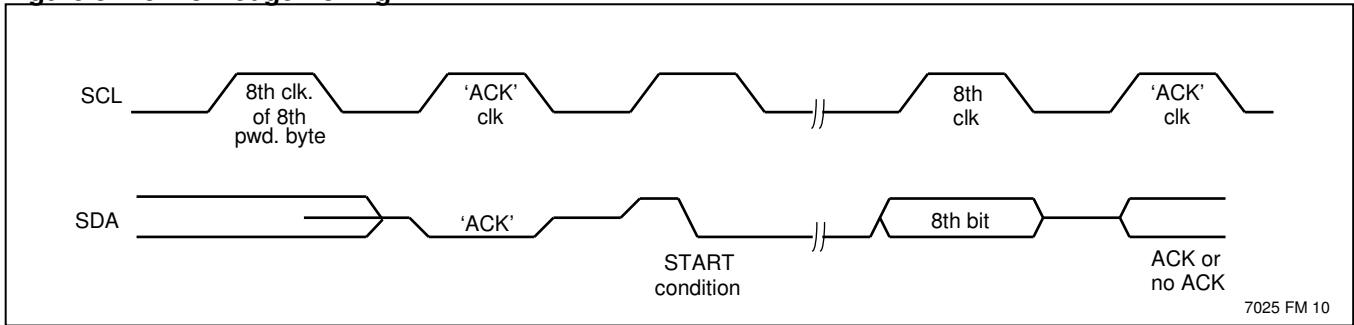 SCL
8th clk.
of 8th
pwd. byte
'ACK'
clk
8th
clk
'ACK'
clk
SDA
'ACK'
START
condition
8th bit
ACK or
no ACK
7025 FM 10